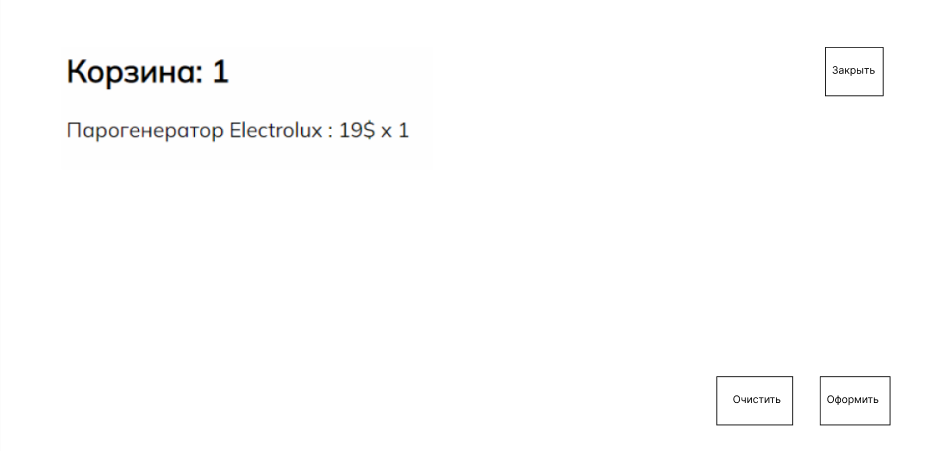 Корзина: 1
Закрыть
Парогенератор Electrolux : 19$ x 1
Очистить
Оформить